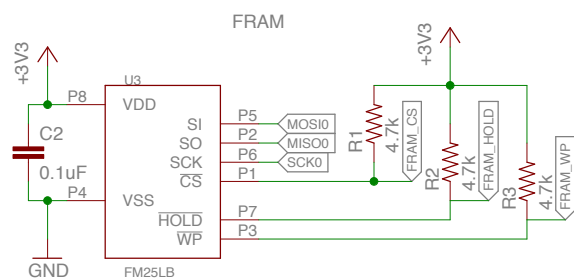 FRAM
+3V3
+3V3
U3
P8
VDD
C2
0.1uF
P4
VSS
GND
SI
P5
MOSI0
SO
P2
MISO0
SCK
P6
SCK0
CS
P1
HOLD
P7
WP
P3
FM25LB
R1
4.7k
FRAM_CS
R2
4.7k
FRAM_HOLD
R3
4.7k
FRAM_WP